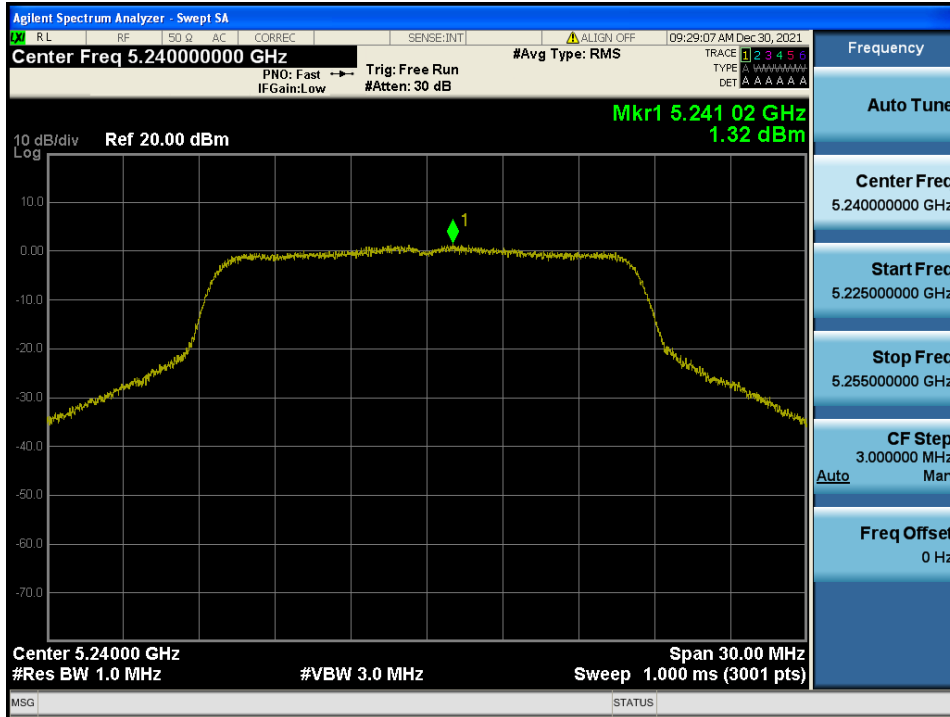 Agilent Spectrum Analyzer - Swept SA
LXI RL RF 50 Ω AC CORREC SENSE:INT ALIGN OFF 09:29:07 AM Dec 30, 2021
Center Freq 5.240000000 GHz
PNO: Fast
IFGain:Low
Trig: Free Run
#Atten: 30 dB
#Avg Type: RMS
TRACE 1 2 3 4 5 6
TYPE A WWWWW
DET A A A A A A
Mkr1 5.241 02 GHz
1.32 dBm
10 dB/div Ref 20.00 dBm
Log
1
10.0
0.00
-10.0
-20.0
-30.0
-40.0
-50.0
-60.0
-70.0
Center 5.24000 GHz Span 30.00 MHz
#Res BW 1.0 MHz #VBW 3.0 MHz Sweep 1.000 ms (3001 pts)
MSG STATUS
Frequency
Auto Tune
Center Freq
5.240000000 GHz
Start Freq
5.225000000 GHz
Stop Freq
5.255000000 GHz
CF Step
3.000000 MHz
Auto Man
Freq Offset
0 Hz